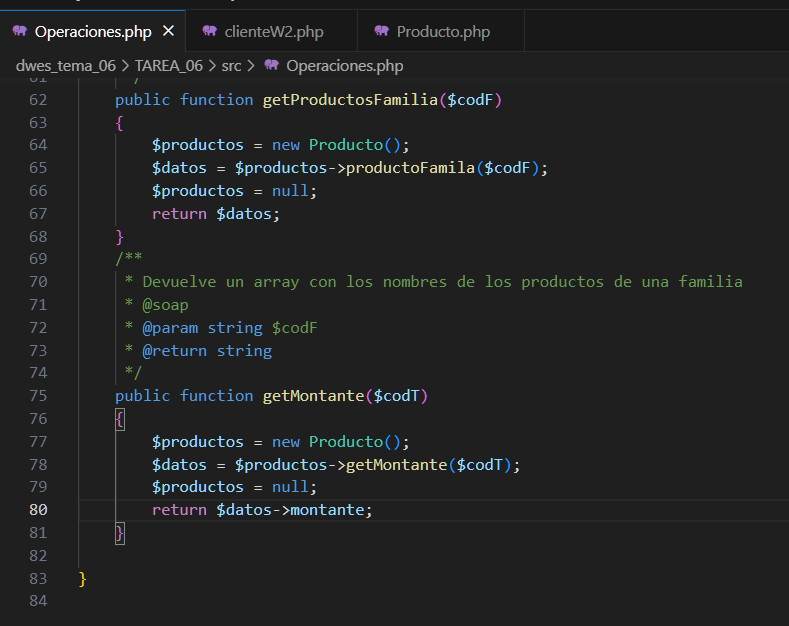 Operaciones.php
clienteW2.php
Producto.php
dwes_tema_06 > TAREA_06 > src > Operaciones.php
61 */
62 public function getProductosFamilia($codF)
63 {
64 $productos = new Producto();
65 $datos = $productos->productoFamila($codF);
66 $productos = null;
67 return $datos;
68 }
69 /**
70 * Devuelve un array con los nombres de los productos de una familia
71 * @soap
72 * @param string $codF
73 * @return string
74 */
75 public function getMontante($codT)
76 {
77 $productos = new Producto();
78 $datos = $productos->getMontante($codT);
79 $productos = null;
80 return $datos->montante;
81 }
82
83 }
84